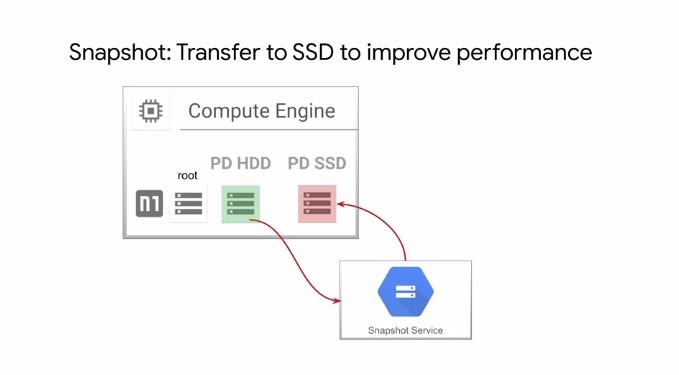 Snapshot: Transfer to SSD to improve performance
Compute Engine
PD HDD PD SSD
root
n1
Snapshot Service